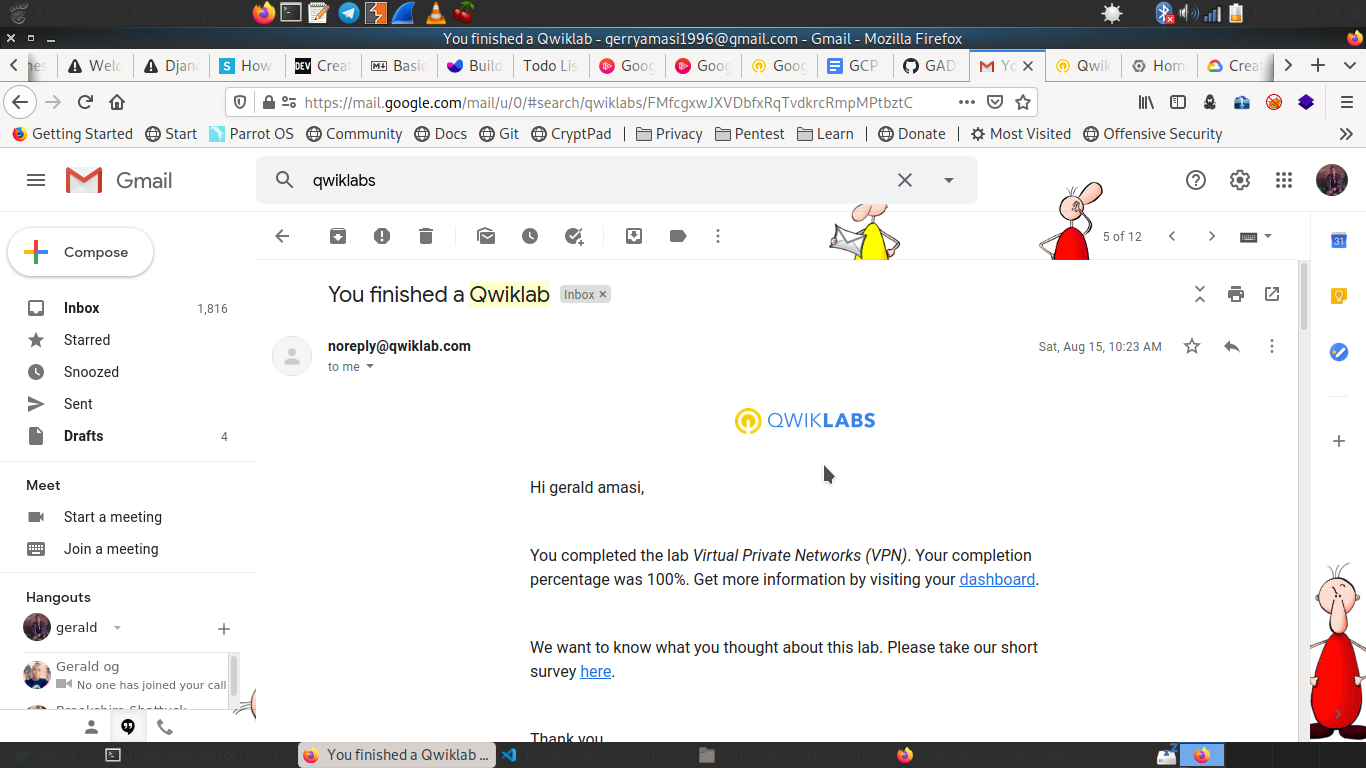 Applications Places System
You finished a Qwiklab - gerryamasi1996@gmail.com - Gmail - Mozilla Firefox
Welc
Djan
How
Creat
Basic
Build
Todo Lis
Goog
Goog
Goog
GCP
GAD
Yo
Qwik
Hom
Crea
https://mail.google.com/mail/u/0/#search/qwiklabs/FMfcgxwJXVDbfxRqTvdkrcRmpMPtbztC
Getting Started Start Parrot OS Community Docs Git CryptPad Privacy Pentest Learn Donate Most Visited Offensive Security
Gmail
qwiklabs
Compose
5 of 12
31
You finished a Qwiklab Inbox ×
Inbox 1,816
Starred
Snoozed
Sent
Drafts 4
noreply@qwiklab.com
Sat, Aug 15, 10:23 AM
to me
QWIKLABS
Hi gerald amasi,
You completed the lab Virtual Private Networks (VPN). Your completion
percentage was 100%. Get more information by visiting your dashboard.
We want to know what you thought about this lab. Please take our short
survey here.
Thank you
Meet
Start a meeting
Join a meeting
Hangouts
gerald
Gerald og
No one has joined your call
Menu
You finished a Qwiklab ...